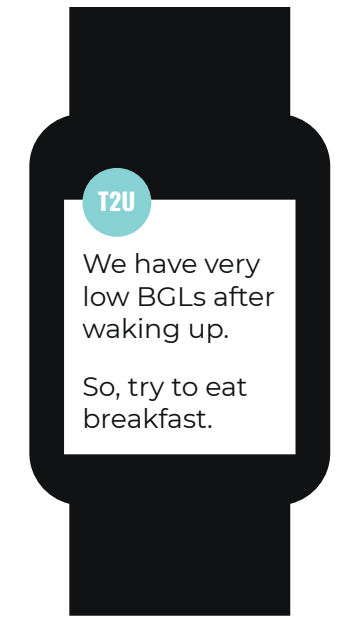 T2U
We have very
low BGLs after
waking up.
So, try to eat
breakfast.